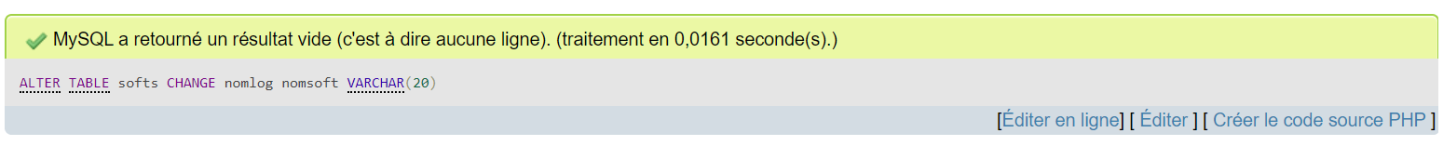 MySQL a retourné un résultat vide (c'est à dire aucune ligne). (traitement en 0,0161 seconde(s).)
ALTER TABLE softs CHANGE nomlog nomsoft VARCHAR(20)
[Éditer en ligne] [ Éditer ] [ Créer le code source PHP ]